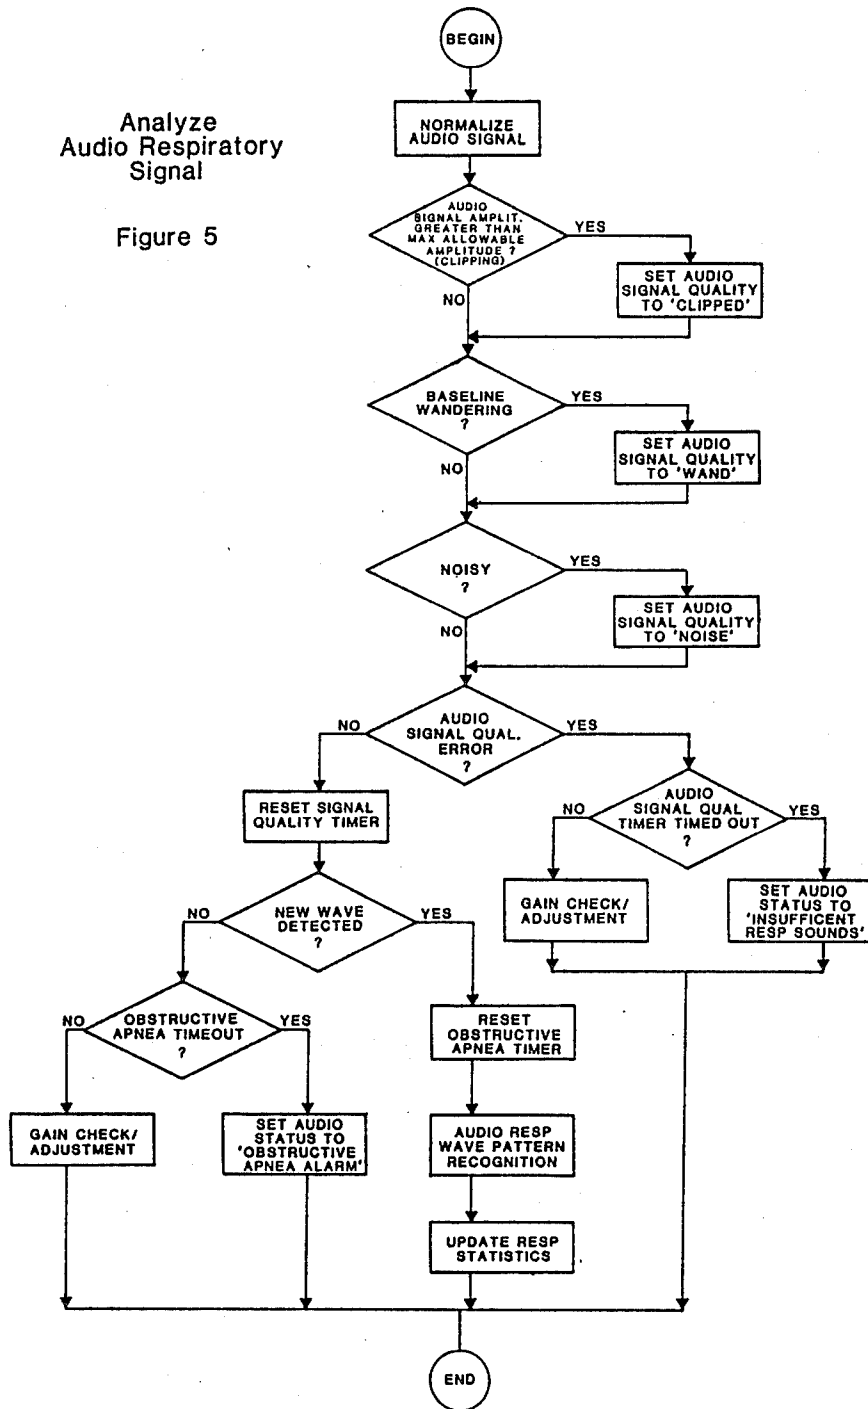 BEGIN
Analyze
Audio Respiratory
Signal
Figure 5
NORMALIZE
AUDIO SIGNAL
AUDIO
SIGNAL AMPLIT.
GREATER THAN
MAX ALLOWABLE
AMPLITUDE ?
(CLIPPING)
YES
SET AUDIO
SIGNAL QUALITY
TO 'CLIPPED'
NO
BASELINE
WANDERING
?
YES
SET AUDIO
SIGNAL QUALITY
TO 'WAND'
NO
NOISY
?
YES
SET AUDIO
SIGNAL QUALITY
TO 'NOISE'
NO
AUDIO
SIGNAL QUAL.
ERROR
?
NO
YES
RESET SIGNAL
QUALITY TIMER
AUDIO
SIGNAL QUAL
TIMER TIMED OUT
?
NO
YES
GAIN CHECK/
ADJUSTMENT
SET AUDIO
STATUS TO
'INSUFFICENT
RESP SOUNDS'
NEW WAVE
DETECTED
?
NO
YES
OBSTRUCTIVE
APNEA TIMEOUT
?
NO
YES
RESET
OBSTRUCTIVE
APNEA TIMER
GAIN CHECK/
ADJUSTMENT
SET AUDIO
STATUS TO
'OBSTRUCTIVE
APNEA ALARM'
AUDIO RESP
WAVE PATTERN
RECOGNITION
UPDATE RESP
STATISTICS
END